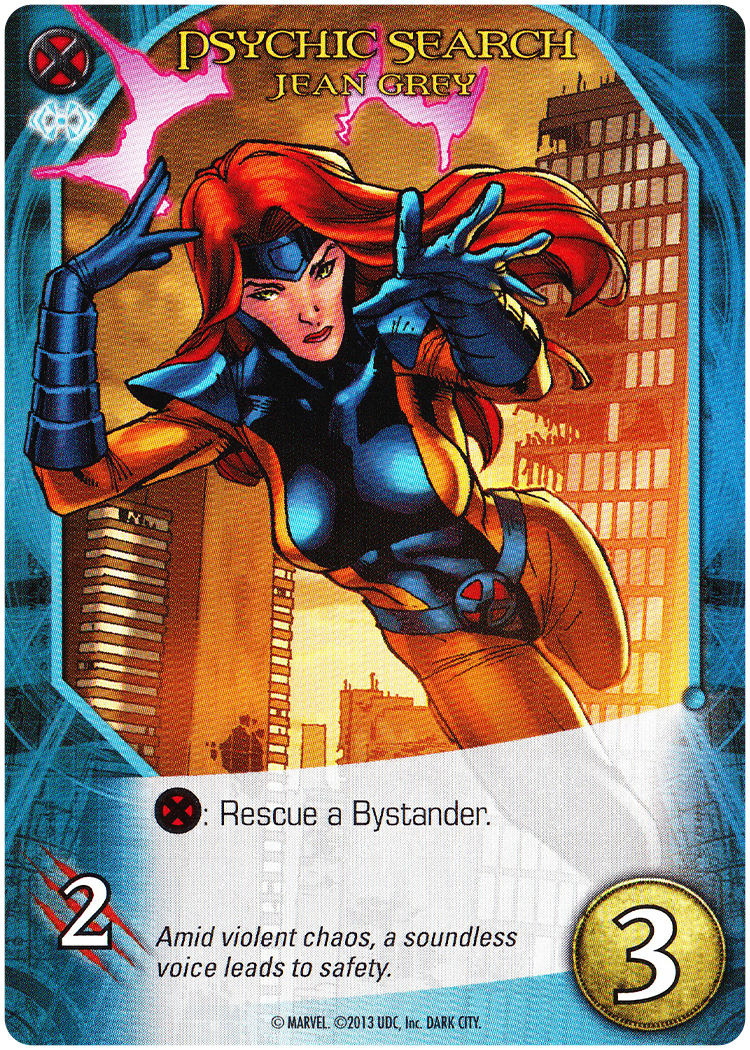 PSYCHIC SEARCH
JEAN GREY
: Rescue a Bystander.
2
Amid violent chaos, a soundless
voice leads to safety.
3
© MARVEL. ©2013 UDC, Inc. DARK CITY.